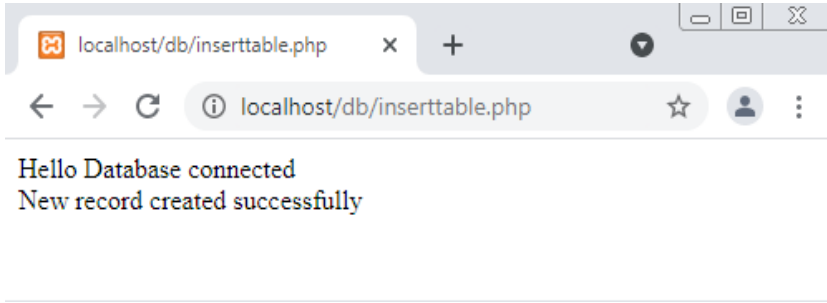 localhost/db/inserttable.php
localhost/db/inserttable.php
Hello Database connected
New record created successfully